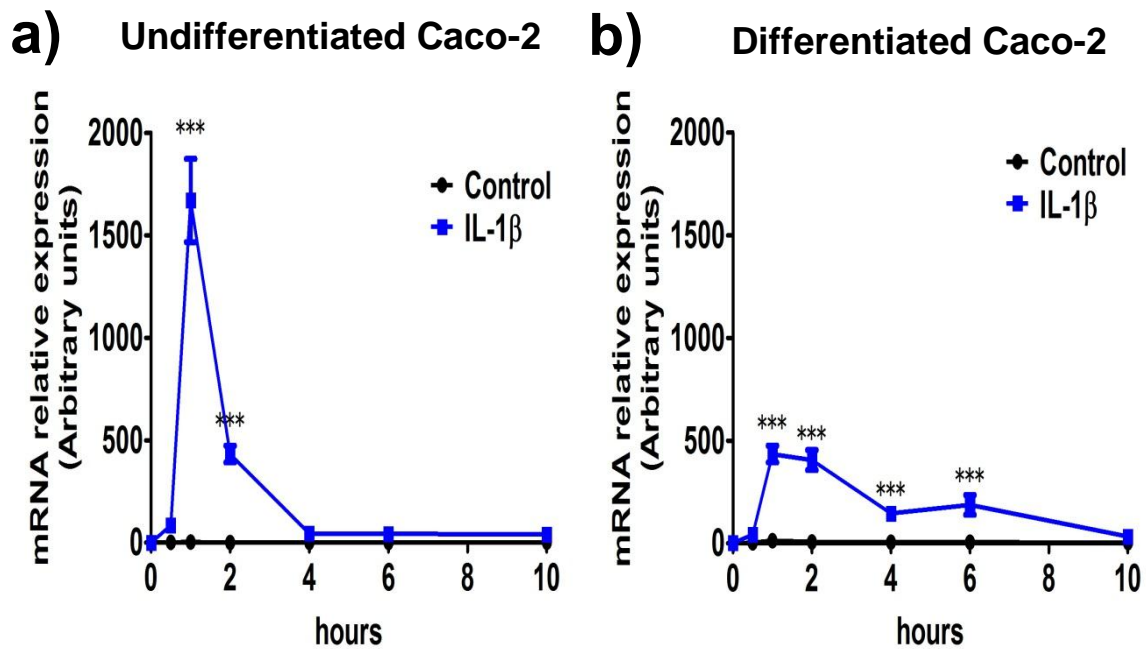 a) Undifferentiated Caco-2
mRNA relative expression
(Arbitrary units)
2000
1500
1000
500
0
***
***
Control
IL-1β
0 2 4 6 8 10
hours
b) Differentiated Caco-2
mRNA relative expression
(Arbitrary units)
2000
1500
1000
500
0
***
***
***
***
Control
IL-1β
0 2 4 6 8 10
hours